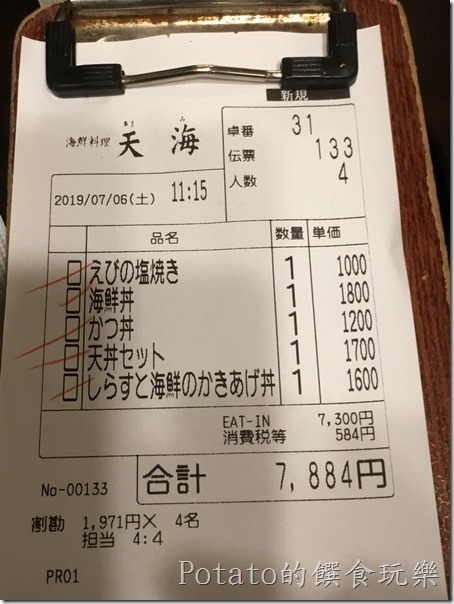 新規
海鮮料理 天海
あま み
卓番 31
伝票 133
人数 4
2019/07/06(土) 11:15
品名 数量 単価
えびの塩焼き 1 1000
海鮮丼 1 1800
かつ丼 1 1200
天丼セット 1 1700
しらすと海鮮のかきあげ丼 1 1600
EAT-IN 7,300円
消費税等 584円
No-00133 合計 7,884円
割勘 1,971円× 4名
担当 4:4
PR01
Potato的饌食玩樂